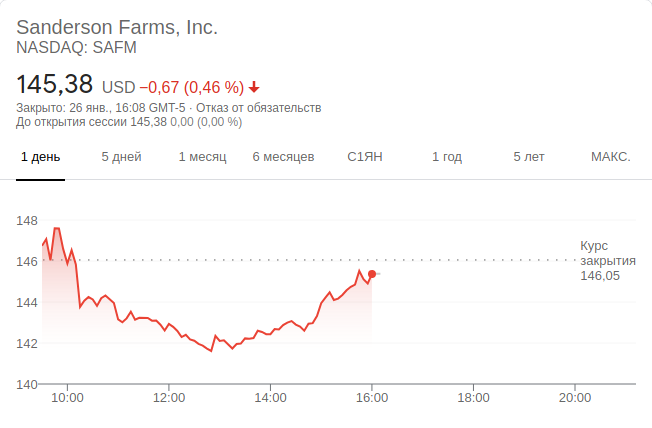 Sanderson Farms, Inc.
NASDAQ: SAFM
145,38 USD −0,67 (0,46 %)
Закрыто: 26 янв., 16:08 GMT-5 · Отказ от обязательств
До открытия сессии 145,38 0,00 (0,00 %)
1 день 5 дней 1 месяц 6 месяцев С1ЯН 1 год 5 лет МАКС.
148
146
144
142
140
Курс
закрытия
146,05
10:00 12:00 14:00 16:00 18:00 20:00